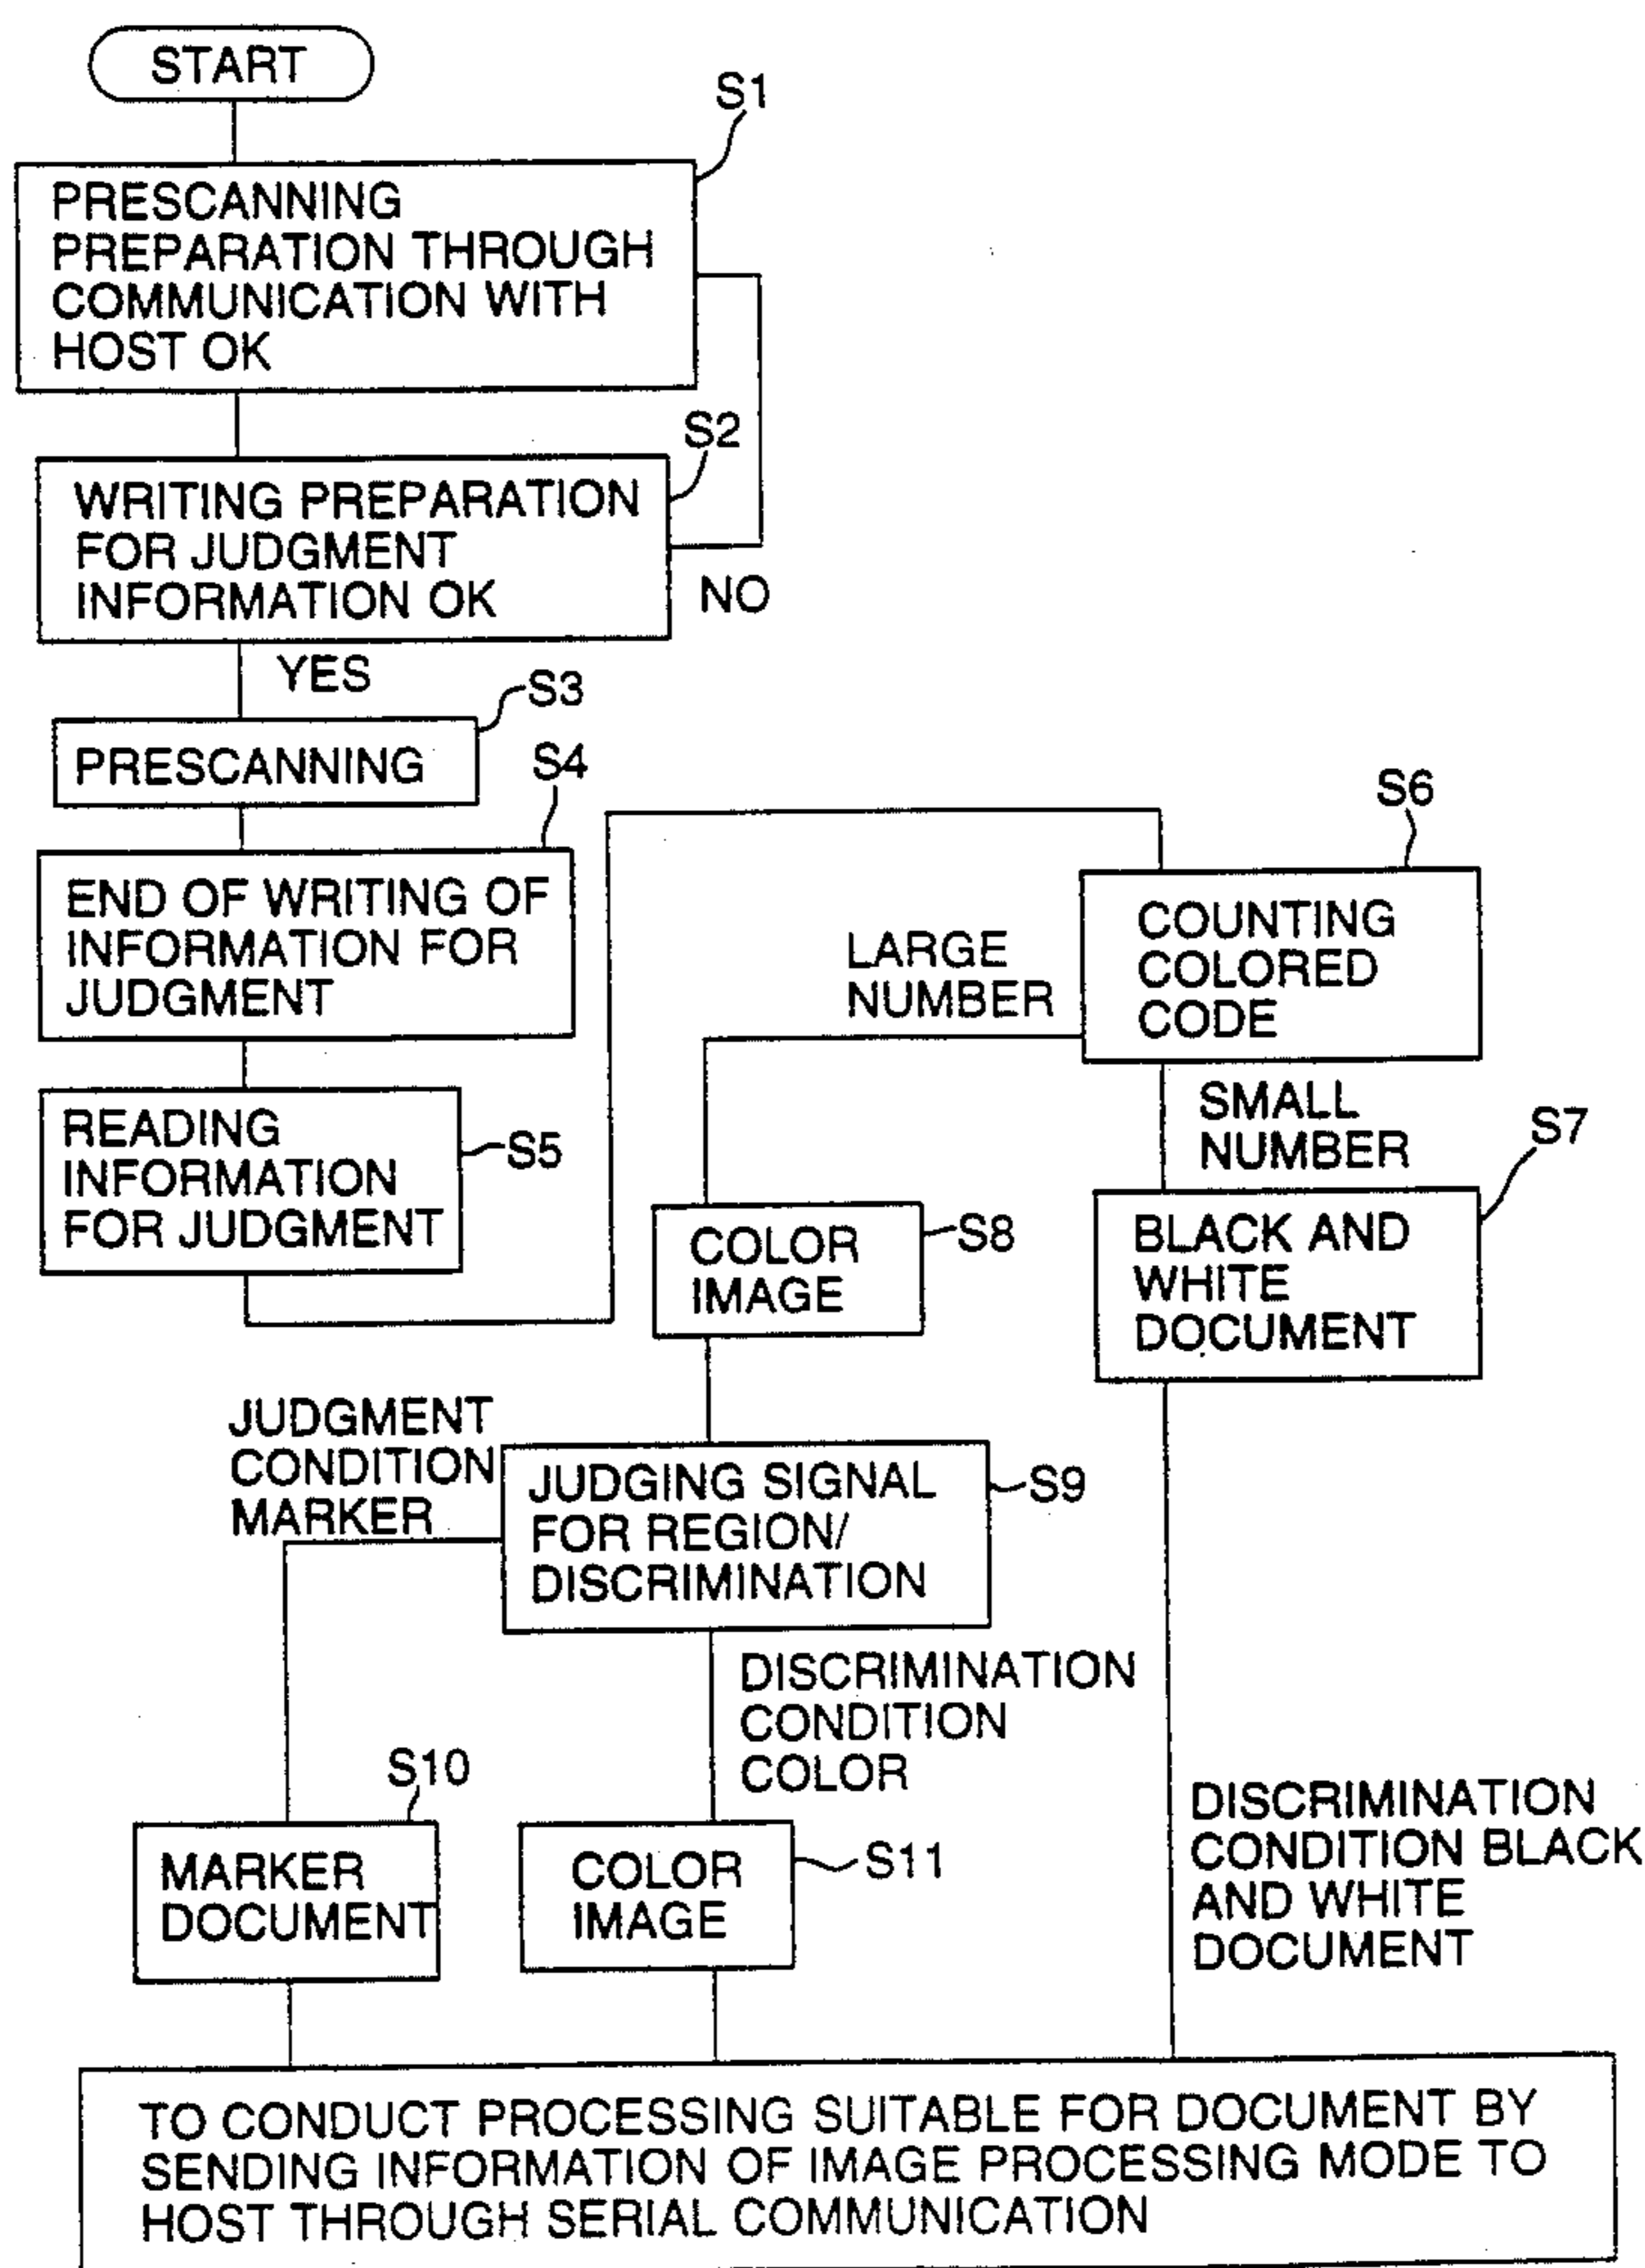 START
S1
PRESCANNING
PREPARATION THROUGH
COMMUNICATION WITH
HOST OK
S2
WRITING PREPARATION
FOR JUDGMENT
INFORMATION OK
NO
YES
S3
PRESCANNING
S4
END OF WRITING OF
INFORMATION FOR
JUDGMENT
S5
READING
INFORMATION
FOR JUDGMENT
S6
COUNTING
COLORED
CODE
LARGE
NUMBER
SMALL
NUMBER
S7
BLACK AND
WHITE
DOCUMENT
S8
COLOR
IMAGE
JUDGMENT
CONDITION
MARKER
S9
JUDGING SIGNAL
FOR REGION/
DISCRIMINATION
DISCRIMINATION
CONDITION
COLOR
S10
MARKER
DOCUMENT
S11
COLOR
IMAGE
DISCRIMINATION
CONDITION BLACK
AND WHITE
DOCUMENT
TO CONDUCT PROCESSING SUITABLE FOR DOCUMENT BY
SENDING INFORMATION OF IMAGE PROCESSING MODE TO
HOST THROUGH SERIAL COMMUNICATION